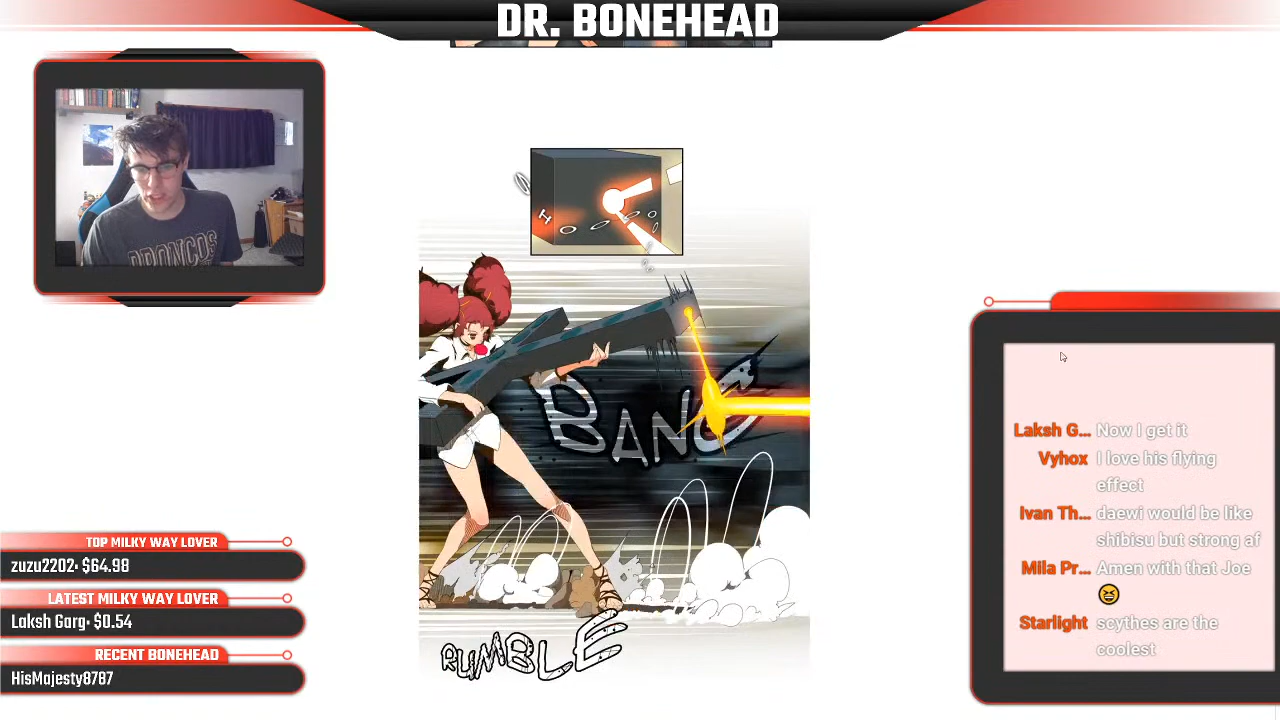 DR. BONEHEAD
BRONCOS
BANG
RUMBLE
Laksh G... Now I get it
Vyhox I love his flying
effect
Ivan Th... daewi would be like
shibisu but strong af
Mila Pr... Amen with that Joe
😆
Starlight scythes are the
coolest
TOP MILKY WAY LOVER
zuzu2202• $64.98
LATEST MILKY WAY LOVER
Laksh Garg• $0.54
RECENT BONEHEAD
HisMajesty8787